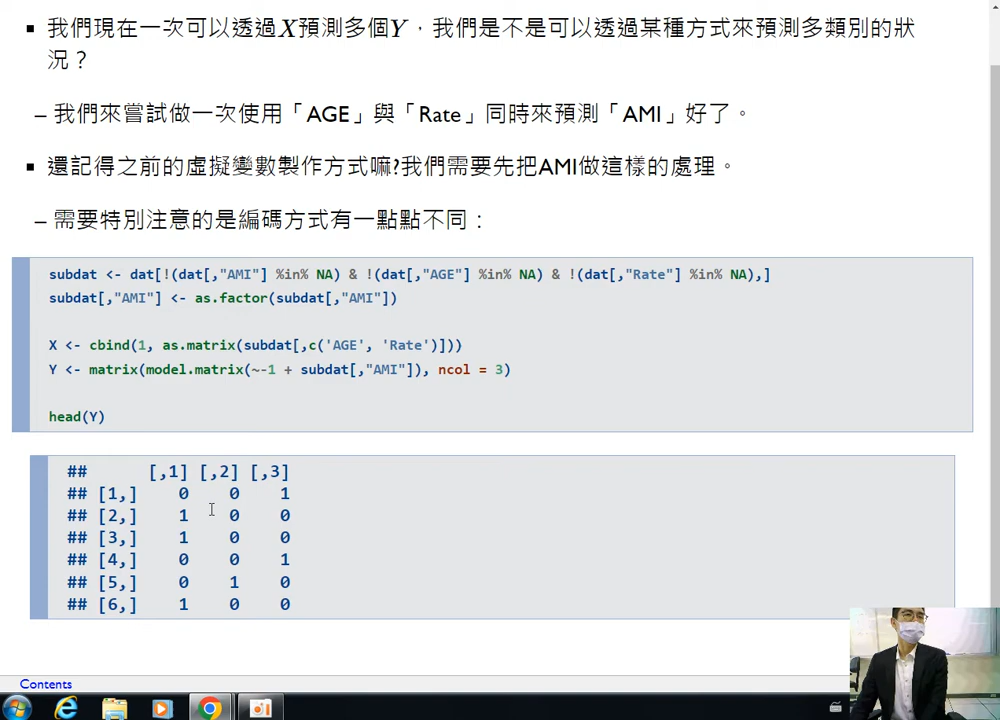 ▪ 我們現在一次可以透過X預測多個Y，我們是不是可以透過某種方式來預測多類別的狀
況？
– 我們來嘗試做一次使用「AGE」與「Rate」同時來預測「AMI」好了。
▪ 還記得之前的虛擬變數製作方式嘛?我們需要先把AMI做這樣的處理。
– 需要特別注意的是編碼方式有一點點不同：
subdat <- dat[!(dat[,"AMI"] %in% NA) & !(dat[,"AGE"] %in% NA) & !(dat[,"Rate"] %in% NA),]
subdat[,"AMI"] <- as.factor(subdat[,"AMI"])
X <- cbind(1, as.matrix(subdat[,c('AGE', 'Rate')]))
Y <- matrix(model.matrix(~-1 + subdat[,"AMI"]), ncol = 3)
head(Y)
## [,1] [,2] [,3]
## [1,] 0 0 1
## [2,] 1 0 0
## [3,] 1 0 0
## [4,] 0 0 1
## [5,] 0 1 0
## [6,] 1 0 0
Contents